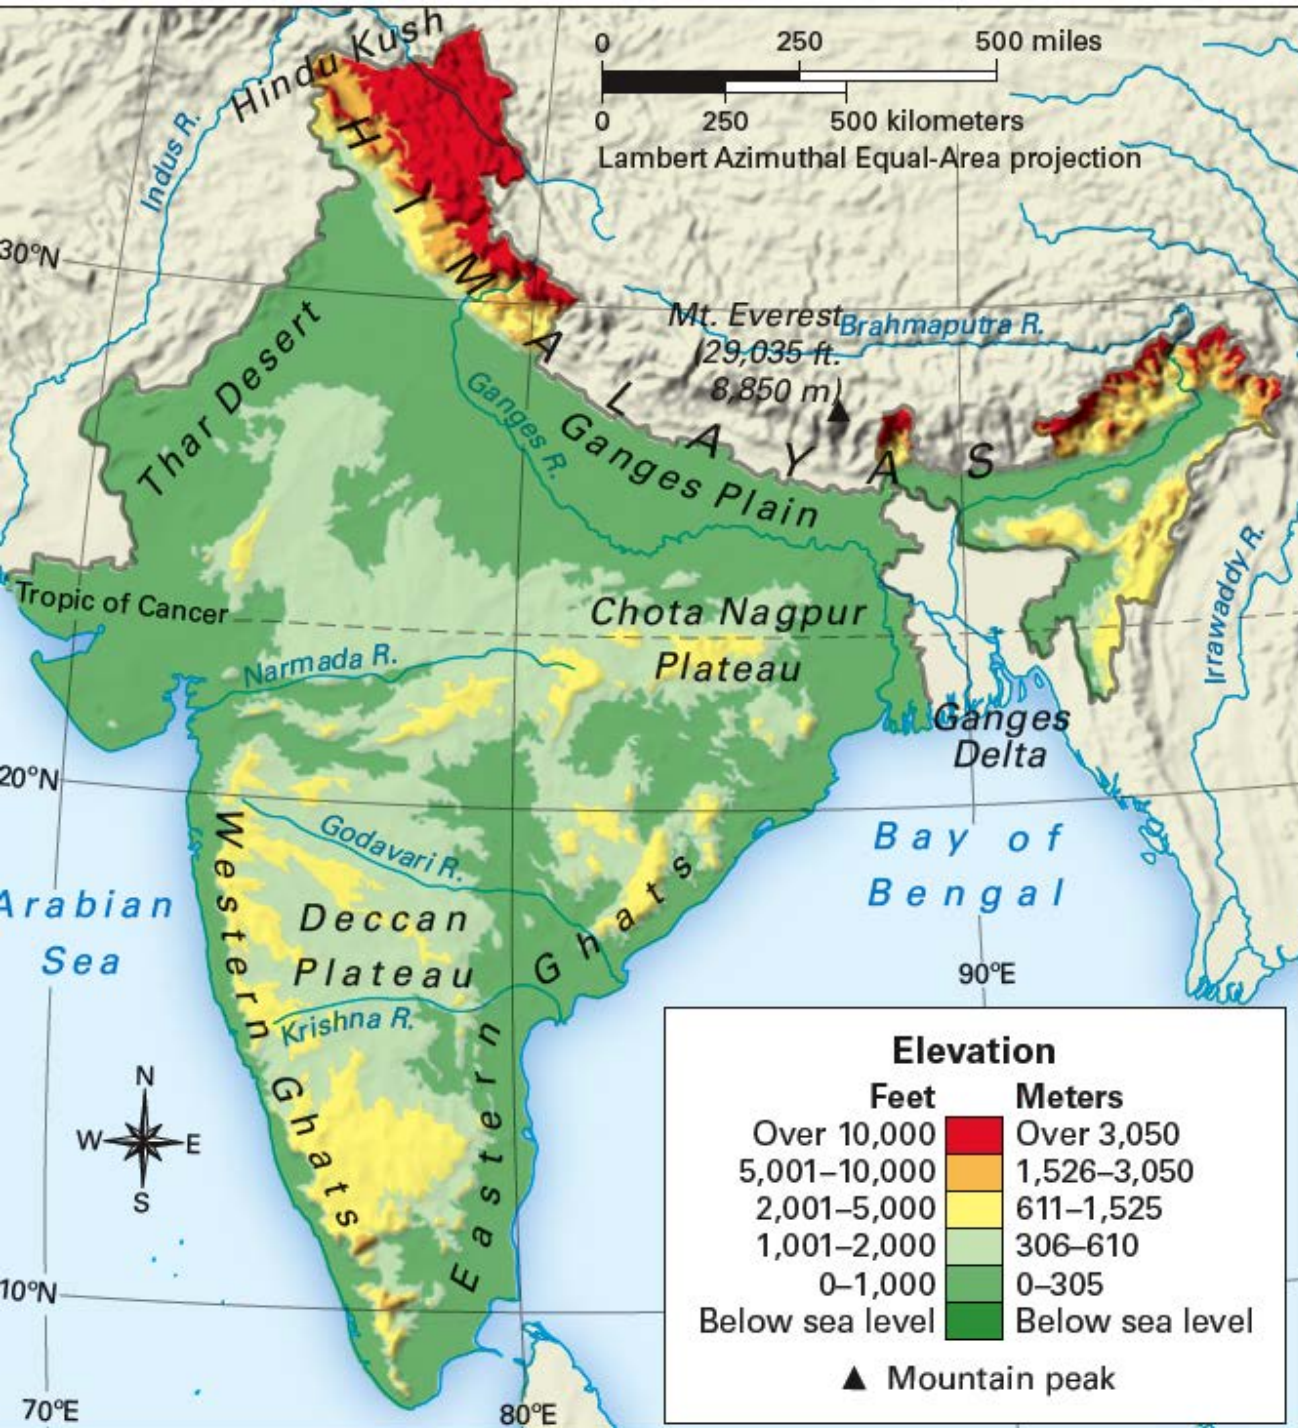 Hindu Kush
0 250 500 miles
0 250 500 kilometers
Lambert Azimuthal Equal-Area projection
Indus R.
HIMALAYAS
30°N
Mt. Everest
29,035 ft.
8,850 m)
Brahmaputra R.
Thar Desert
Ganges R.
Ganges Plain
Irrawaddy R.
Tropic of Cancer
Chota Nagpur
Plateau
Narmada R.
Ganges
Delta
20°N
Godavari R.
Bay of
Bengal
Western Ghats
Arabian
Sea
Deccan
Plateau
Eastern Ghats
90°E
Krishna R.
N
W E
S
Elevation
Feet Meters
Over 10,000 Over 3,050
5,001–10,000 1,526–3,050
2,001–5,000 611–1,525
1,001–2,000 306–610
0–1,000 0–305
Below sea level Below sea level
▲ Mountain peak
10°N
70°E
80°E